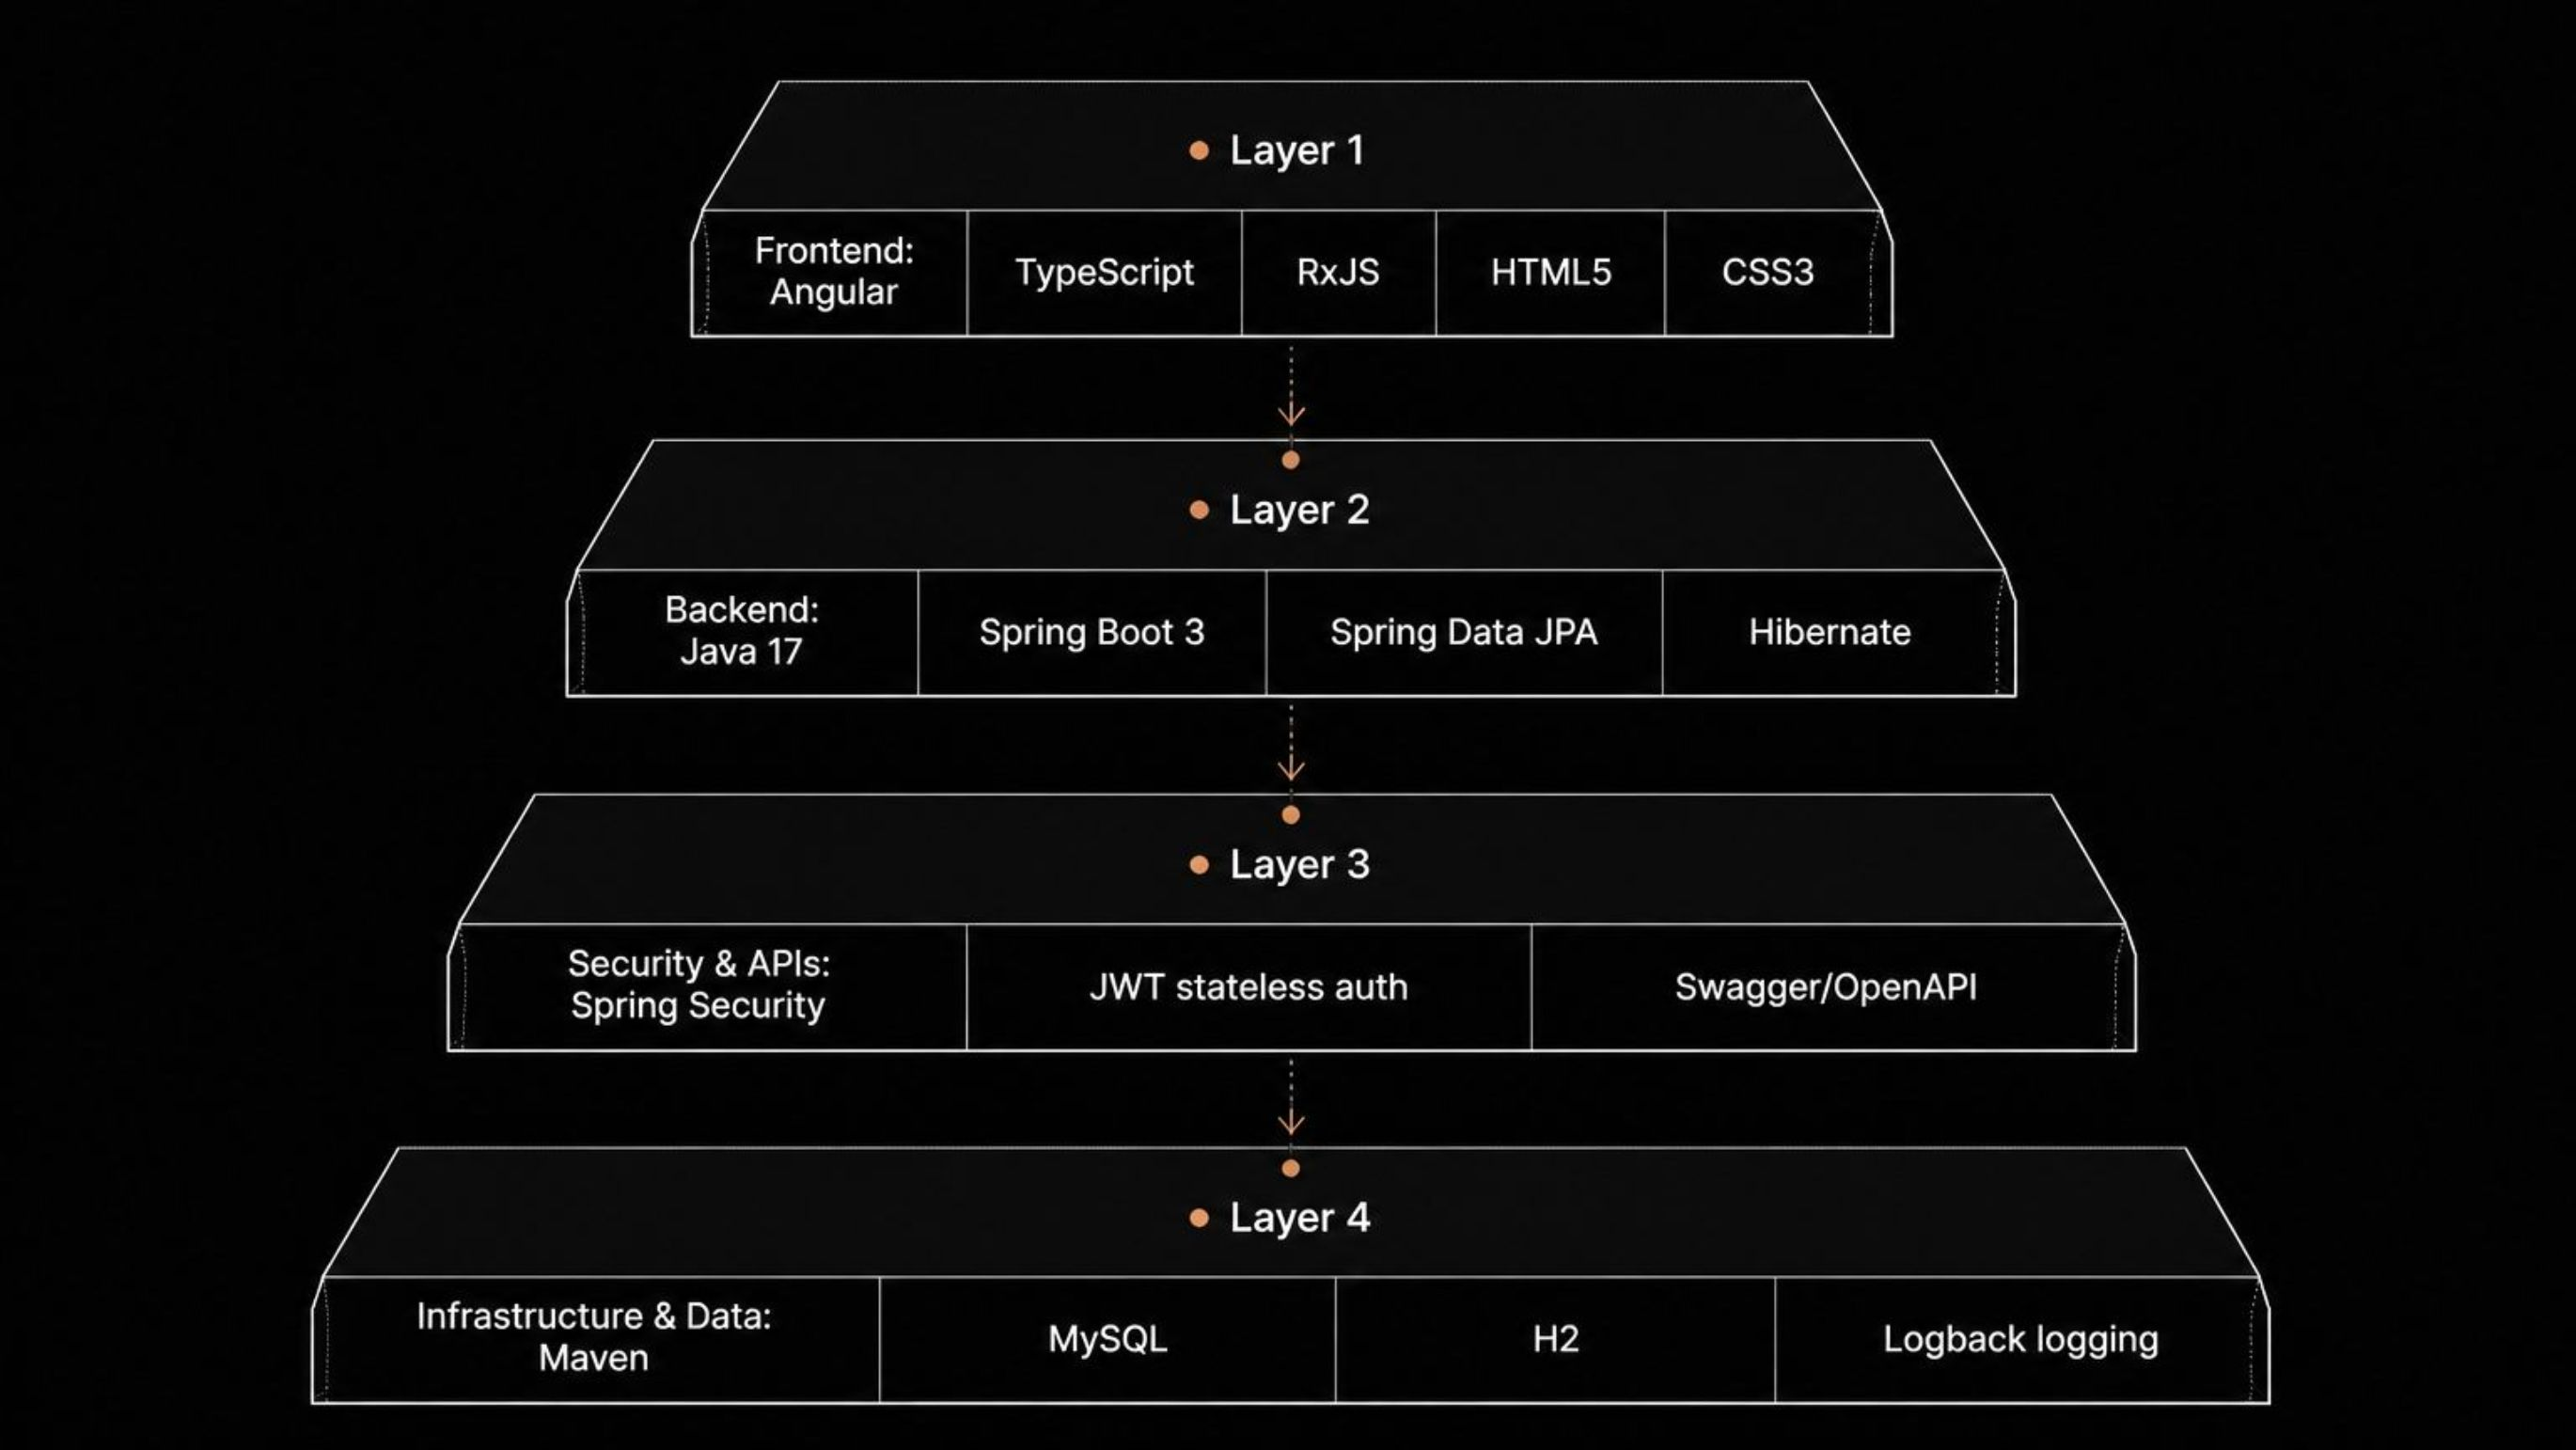 Layer 1
Frontend:
Angular
TypeScript
RxJS
HTML5
CSS3
Layer 2
Backend:
Java 17
Spring Boot 3
Spring Data JPA
Hibernate
Layer 3
Security & APIs:
Spring Security
JWT stateless auth
Swagger/OpenAPI
Layer 4
Infrastructure & Data:
Maven
MySQL
H2
Logback logging